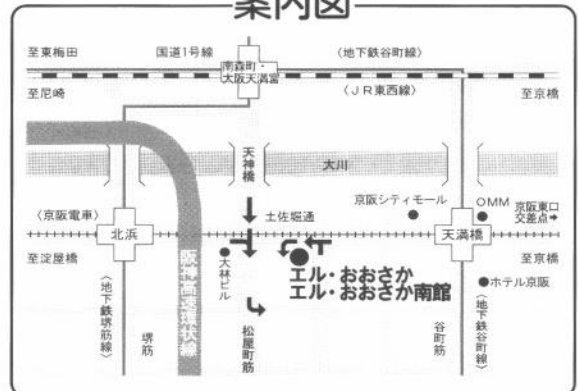 案内図
至東梅田
国道1号線
南森町・
大阪天満宮
〈地下鉄谷町線〉
至尼崎
〈JR東西線〉
至京橋
天神橋
大川
京阪シティモール
OMM
京阪東口
交差点➡
〈京阪電車〉
北浜
土佐堀通
天満橋
至淀屋橋
大林ビル
エル・おおさか
エル・おおさか南館
至京橋
ホテル京阪
阪神高速環状線
〈地下鉄堺筋線〉
堺筋
松屋町筋
谷町筋
〈地下鉄谷町線〉